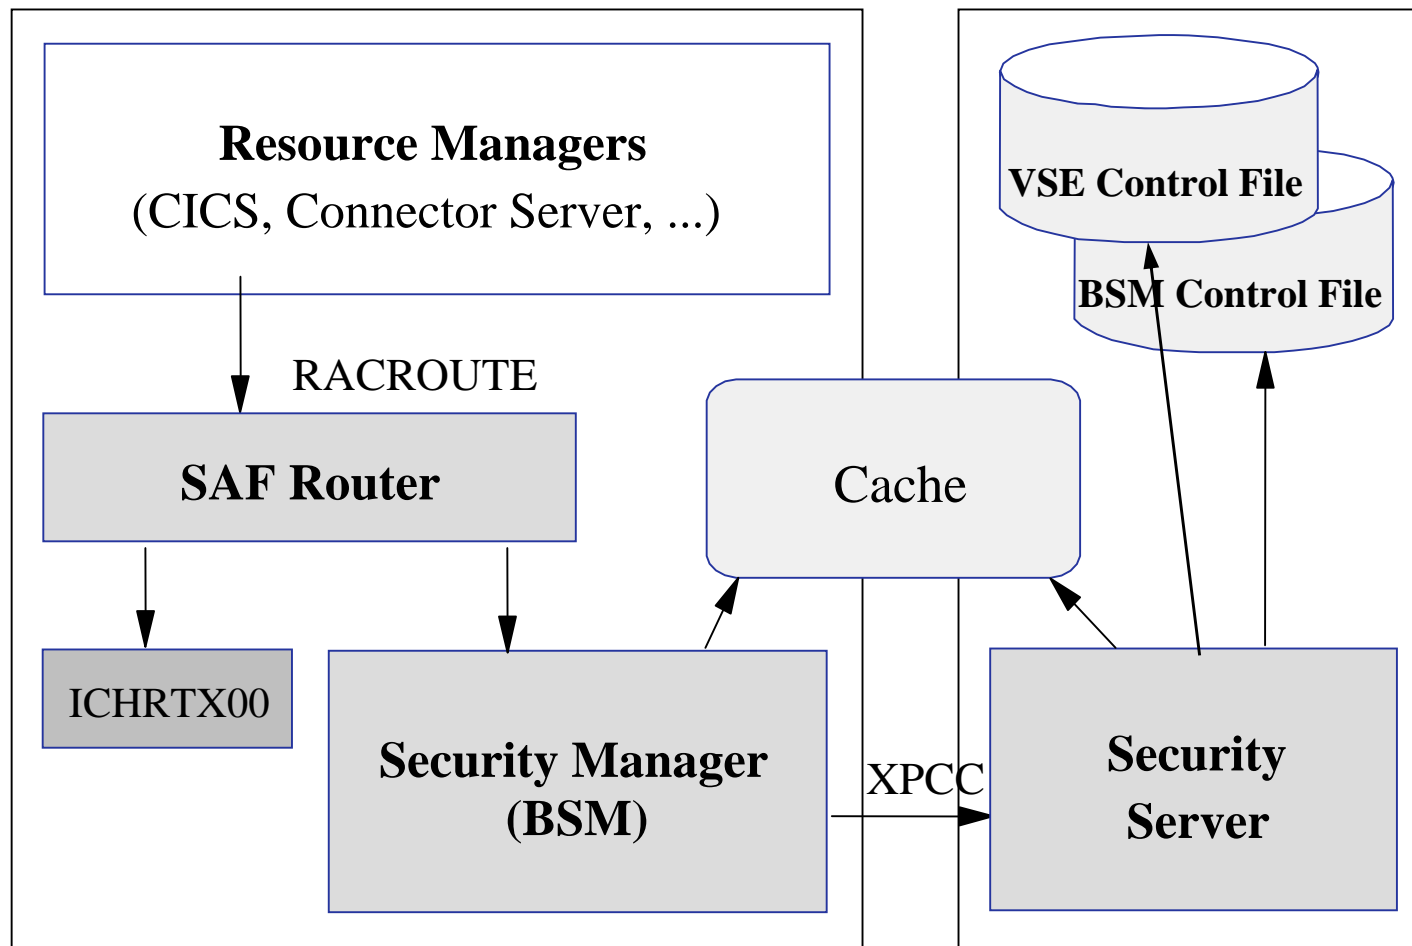 Resource Managers
(CICS, Connector Server, ...)
VSE Control File
BSM Control File
RACROUTE
SAF Router
Cache
ICHRTX00
Security Manager
(BSM)
XPCC
Security
Server